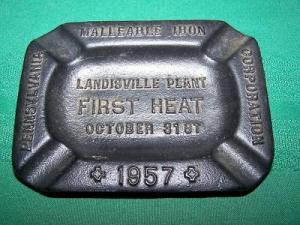 PENNSYLVANIA
MALLEABLE IRON
CORPORATION
LANDISVILLE PLANT
FIRST HEAT
OCTOBER 31ST
1957